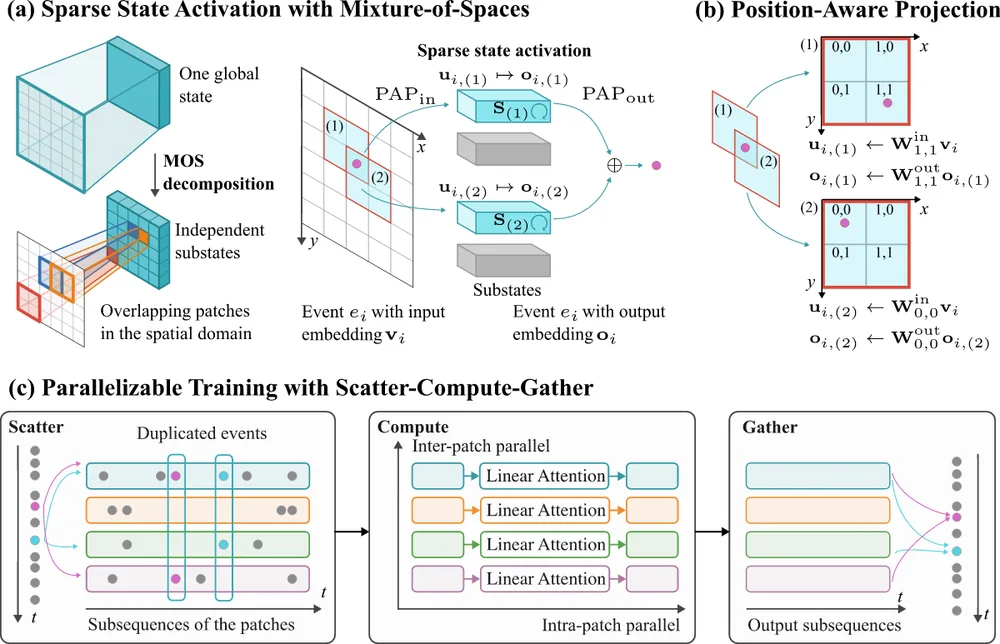 (a) Sparse State Activation with Mixture-of-Spaces
One global
state
MOS
decomposition
Independent
substates
Overlapping patches
in the spatial domain
Sparse state activation
u_{i,(1)} ↦ o_{i,(1)}
PAP_in
PAP_out
S_(1)
(1)
(2)
x
y
u_{i,(2)} ↦ o_{i,(2)}
S_(2)
⊕
Substates
Event e_i with input
embedding v_i
Event e_i with output
embedding o_i
(b) Position-Aware Projection
(1)
0,0 1,0
x
0,1 1,1
y
(1)
(2)
u_{i,(1)} ← W^{in}_{1,1} v_i
o_{i,(1)} ← W^{out}_{1,1} o_{i,(1)}
(2)
0,0 1,0
x
0,1 1,1
y
u_{i,(2)} ← W^{in}_{0,0} v_i
o_{i,(2)} ← W^{out}_{0,0} o_{i,(2)}
(c) Parallelizable Training with Scatter-Compute-Gather
Scatter
Duplicated events
t
t
Subsequences of the patches
Compute
Inter-patch parallel
Linear Attention
Linear Attention
Linear Attention
Linear Attention
Intra-patch parallel
Gather
t
t
Output subsequences